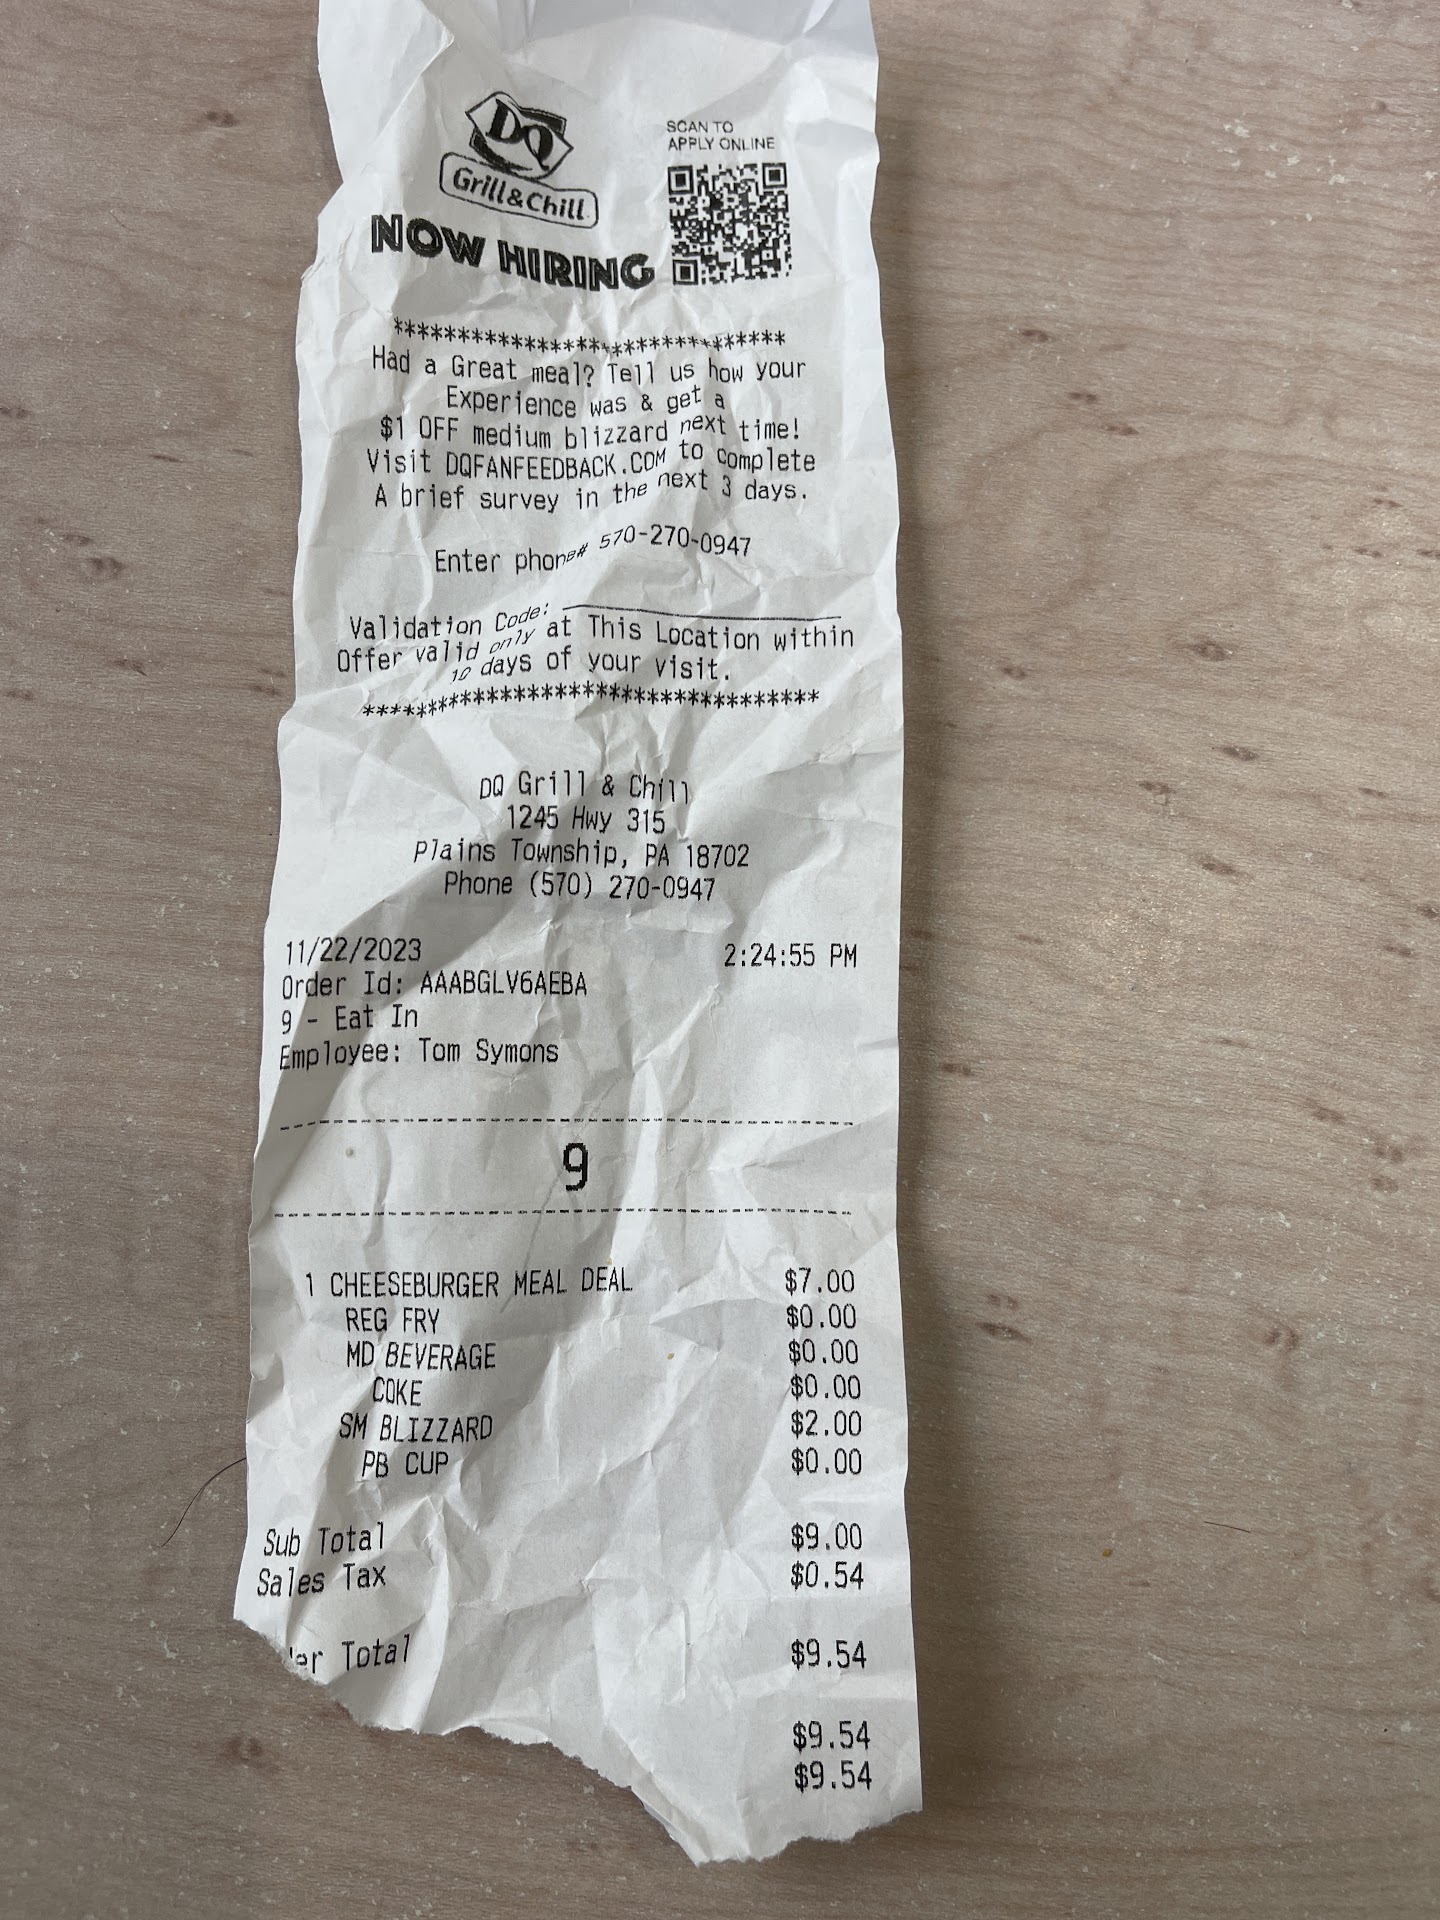 DQ
Grill&Chill
NOW HIRING
SCAN TO
APPLY ONLINE
*******************************
Had a Great meal? Tell us how your
Experience was & get a
$1 OFF medium blizzard next time!
Visit DQFANFEEDBACK.COM to complete
A brief survey in the next 3 days.
Enter phone# 570-270-0947
Validation Code: ____________________
Offer valid only at This Location within
10 days of your visit.
************************************
DQ Grill & Chill
1245 Hwy 315
Plains Township, PA 18702
Phone (570) 270-0947
11/22/2023 2:24:55 PM
Order Id: AAABGLV6AEBA
9 - Eat In
Employee: Tom Symons
9
1 CHEESEBURGER MEAL DEAL $7.00
REG FRY $0.00
MD BEVERAGE $0.00
COKE $0.00
SM BLIZZARD $2.00
PB CUP $0.00
Sub Total $9.00
Sales Tax $0.54
er Total $9.54
$9.54
$9.54